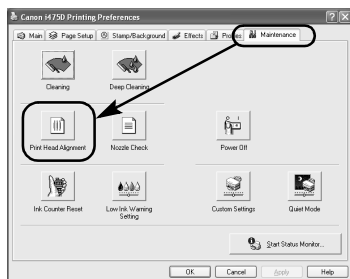 Canon i475D Printing Preferences
Main Page Setup Stamp/Background Effects Profiles Maintenance
Cleaning Deep Cleaning
Print Head Alignment Nozzle Check Power Off
Ink Counter Reset Low Ink Warning Setting Custom Settings Quiet Mode
Start Status Monitor...
OK Cancel Apply Help